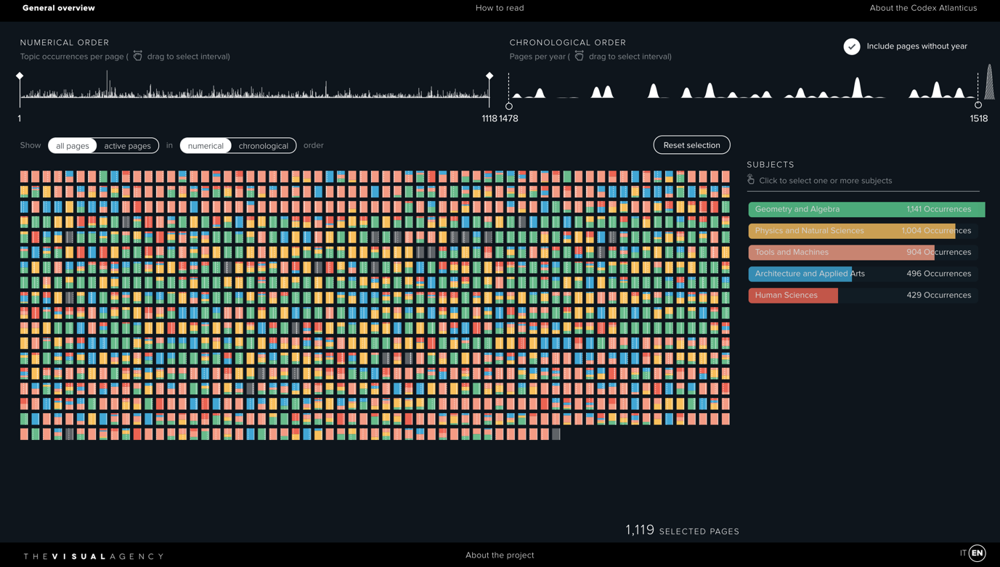 General overview
How to read
About the Codex Atlanticus
NUMERICAL ORDER
Topic occurrences per page ( drag to select interval)
1
1118
CHRONOLOGICAL ORDER
Pages per year ( drag to select interval)
Include pages without year
1478
1518
Show all pages active pages in numerical chronological order
Reset selection
SUBJECTS
Click to select one or more subjects
Geometry and Algebra 1,141 Occurrences
Physics and Natural Sciences 1,004 Occurrences
Tools and Machines 904 Occurrences
Architecture and Applied Arts 496 Occurrences
Human Sciences 429 Occurrences
1,119 SELECTED PAGES
THEVISUALAGENCY
About the project
IT EN